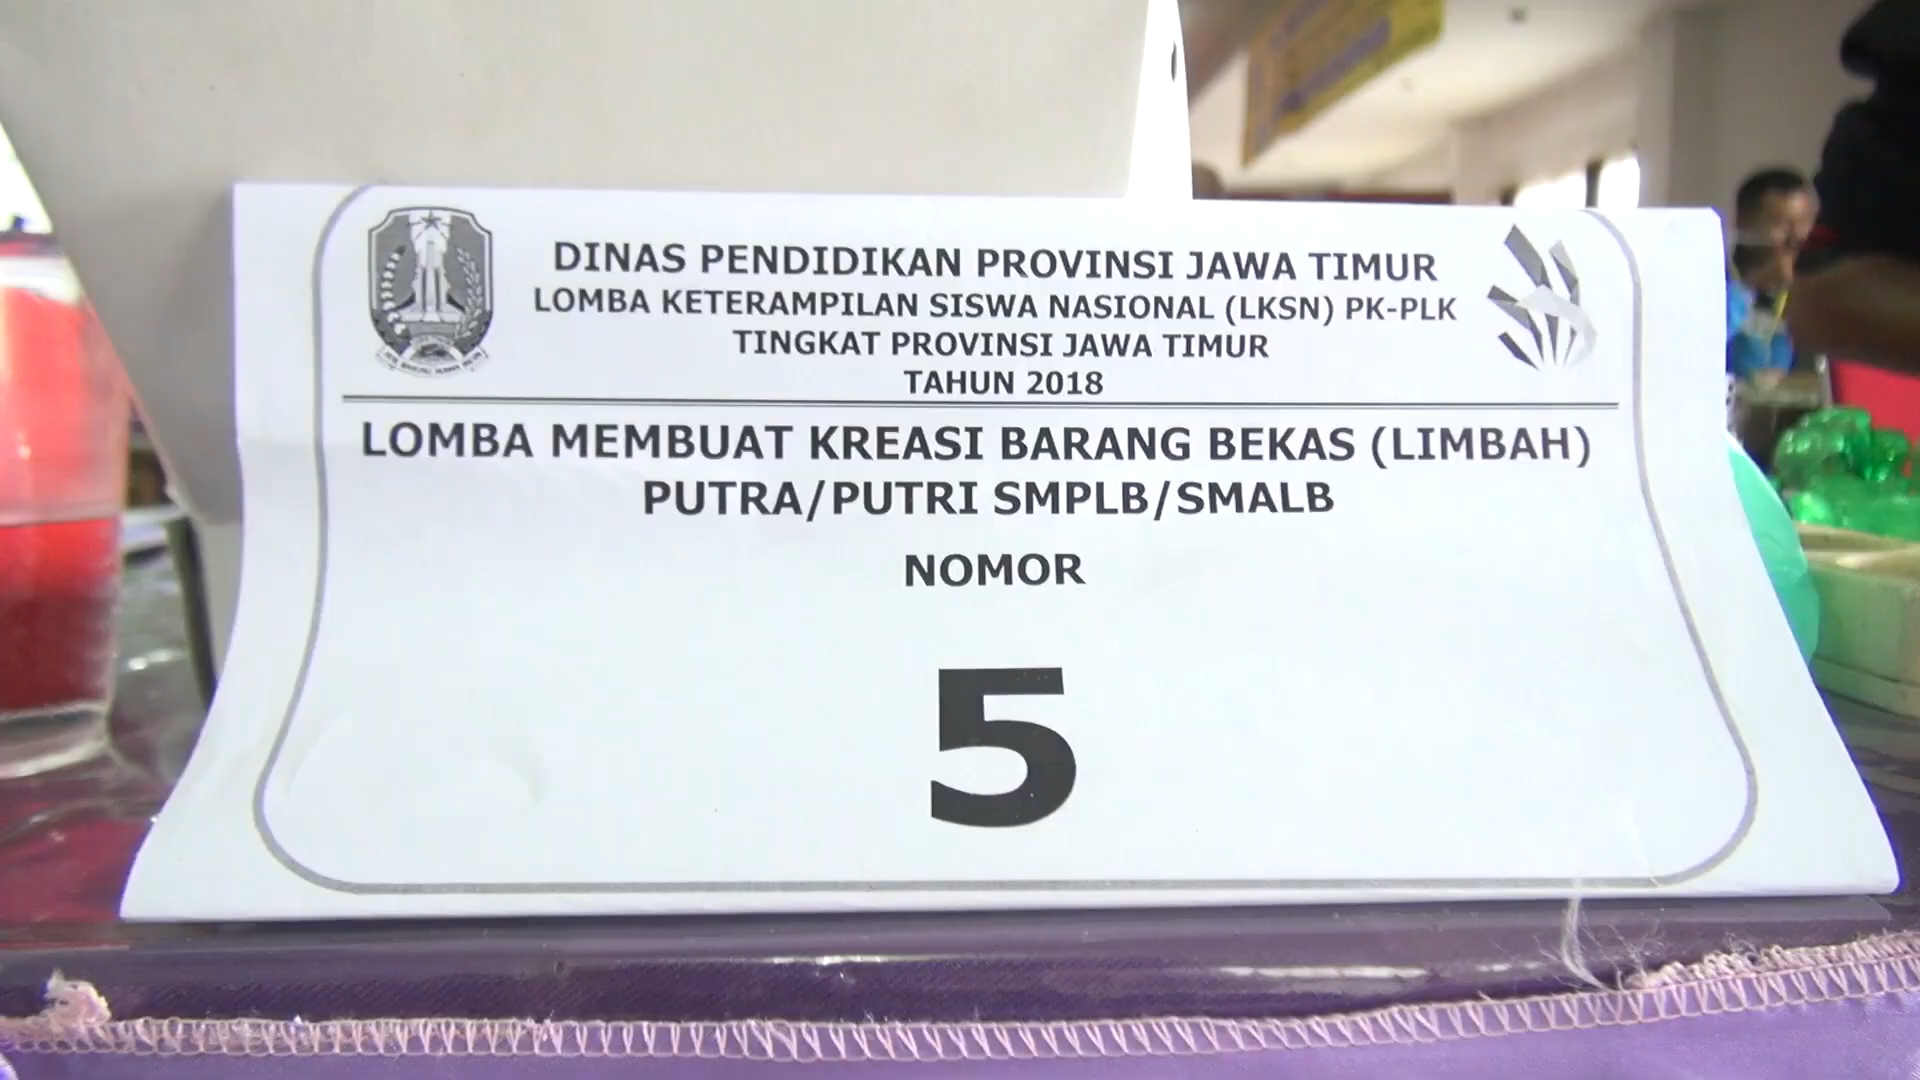 DINAS PENDIDIKAN PROVINSI JAWA TIMUR
LOMBA KETERAMPILAN SISWA NASIONAL (LKSN) PK-PLK
TINGKAT PROVINSI JAWA TIMUR
TAHUN 2018
LOMBA MEMBUAT KREASI BARANG BEKAS (LIMBAH)
PUTRA/PUTRI SMPLB/SMALB
NOMOR
5